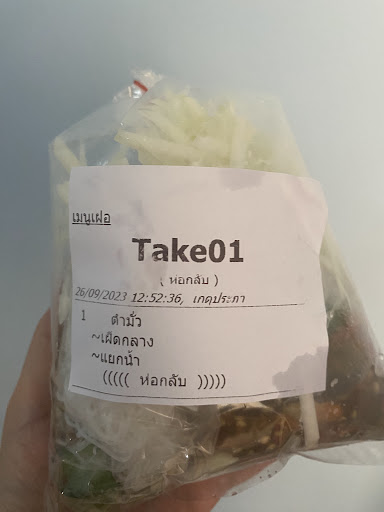 เมนูเฝอ
Take01
( ห่อกลับ )
26/09/2023 12:52:36, เกดุประภา
1 ตำมั่ว
~เผ็ดกลาง
~แยกน้ำ
((((( ห่อกลับ )))))